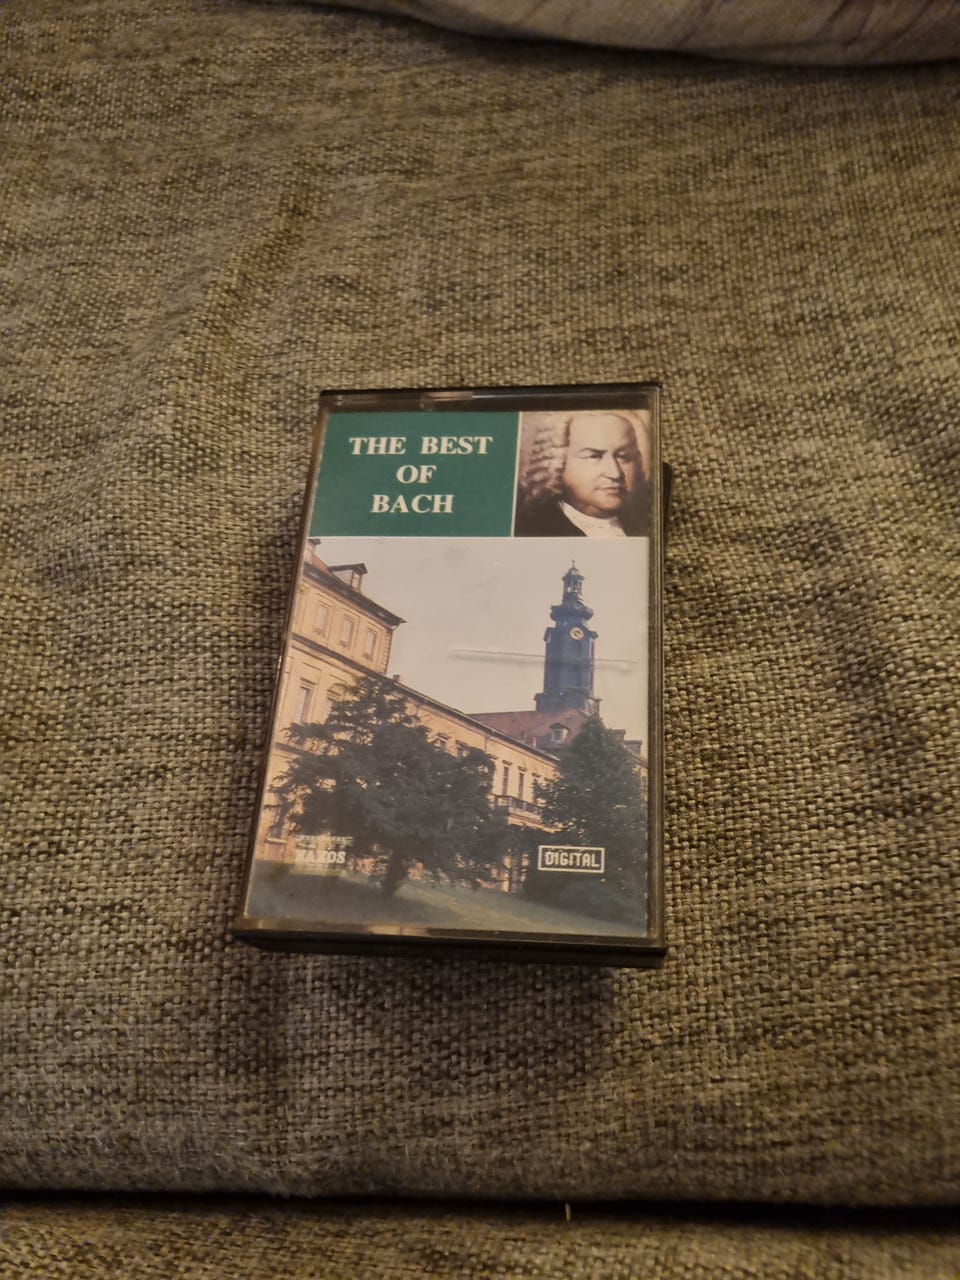 THE BEST
OF
BACH
NAXOS
DIGITAL